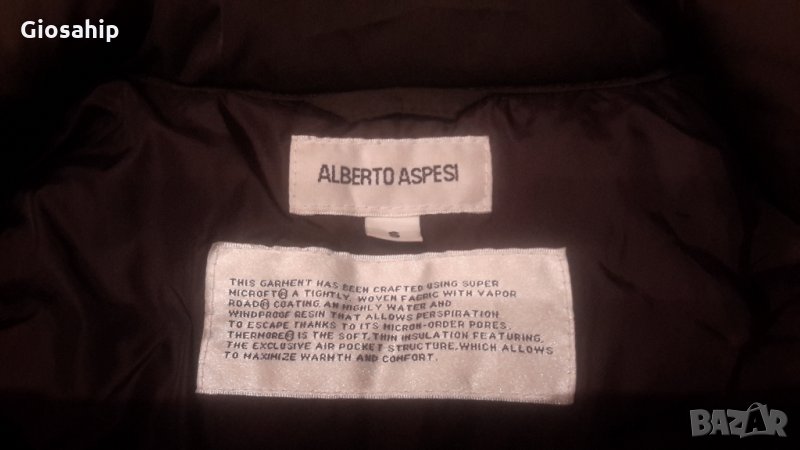 Giosahip
ALBERTO ASPESI
S
THIS GARMENT HAS BEEN CRAFTED USING SUPER
MICROFT® A TIGHTLY, WOVEN FABRIC WITH VAPOR
ROAD® COATING AN HIGHLY WATER AND
WINDPROOF RESIN THAT ALLOWS PERSPIRATION
TO ESCAPE THANKS TO ITS MICRON-ORDER PORES.
THERMORE® IS THE SOFT, THIN INSULATION FEATURING,
THE EXCLUSIVE AIR POCKET STRUCTURE, WHICH ALLOWS
TO MAXIMIZE WARMTH AND COMFORT.
BAZAR